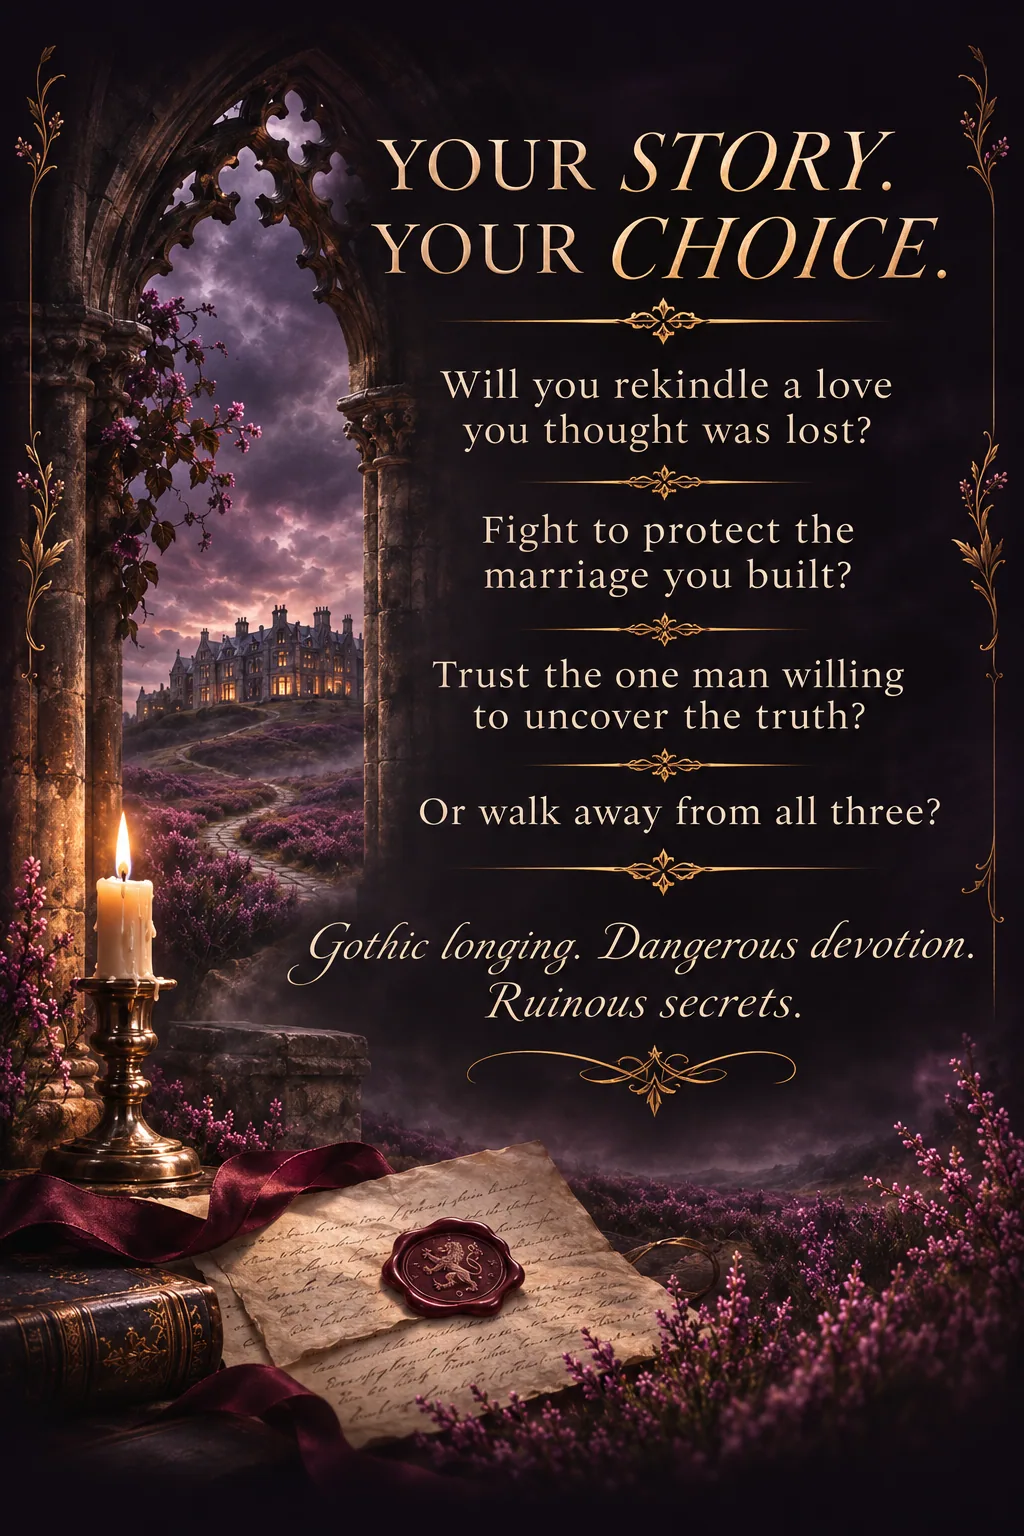 YOUR STORY.
YOUR CHOICE.
Will you rekindle a love
you thought was lost?
Fight to protect the
marriage you built?
Trust the one man willing
to uncover the truth?
Or walk away from all three?
Gothic longing. Dangerous devotion.
Ruinous secrets.